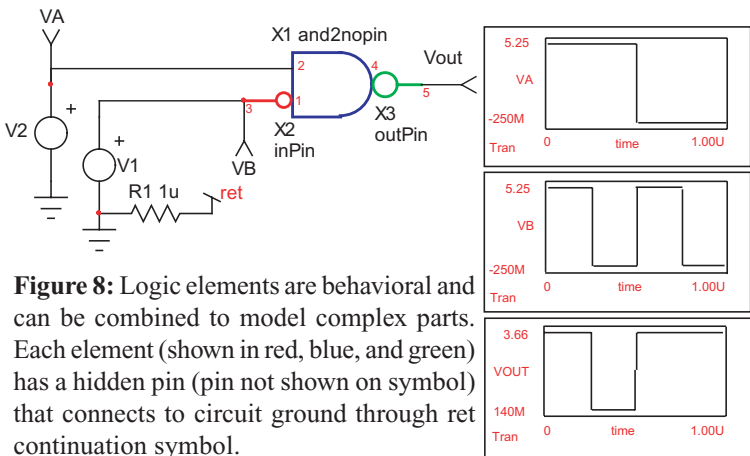 VA
X1 and2nopin
Vout
2
4
5
+
V2
3
1
X2
inPin
X3
outPin
+
V1
VB
R1 1u
ret
5.25
VA
-250M
Tran 0 time 1.00U
5.25
VB
-250M
Tran 0 time 1.00U
3.66
VOUT
140M
Tran 0 time 1.00U
Figure 8: Logic elements are behavioral and
can be combined to model complex parts.
Each element (shown in red, blue, and green)
has a hidden pin (pin not shown on symbol)
that connects to circuit ground through ret
continuation symbol.